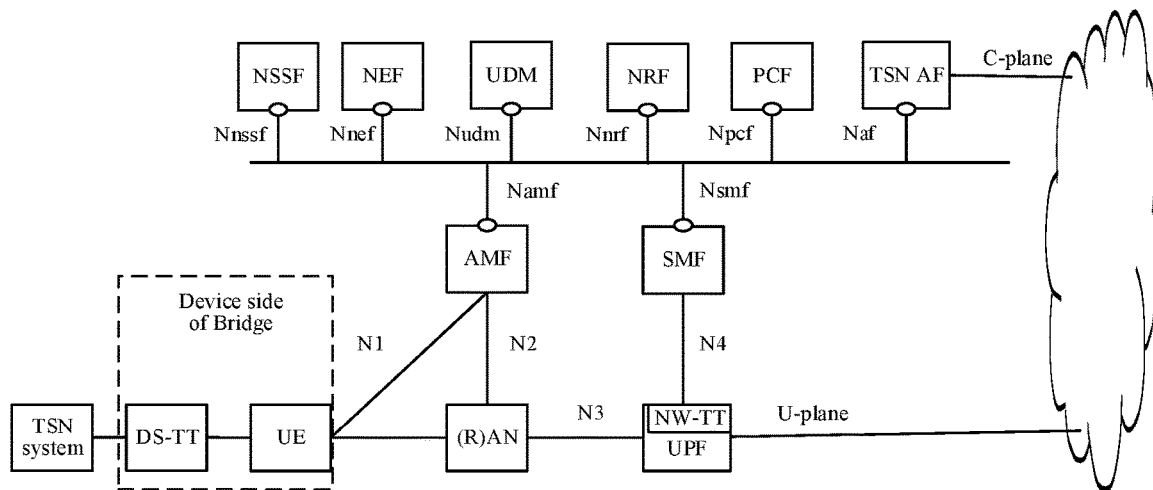 NSSF
NEF
UDM
NRF
PCF
TSN AF
C-plane
Nnssf
Nnef
Nudm
Nnrf
Npcf
Naf
Namf
Nsmf
AMF
SMF
Device side
of Bridge
N1
N2
N4
TSN
system
DS-TT
UE
(R)AN
N3
NW-TT
UPF
U-plane